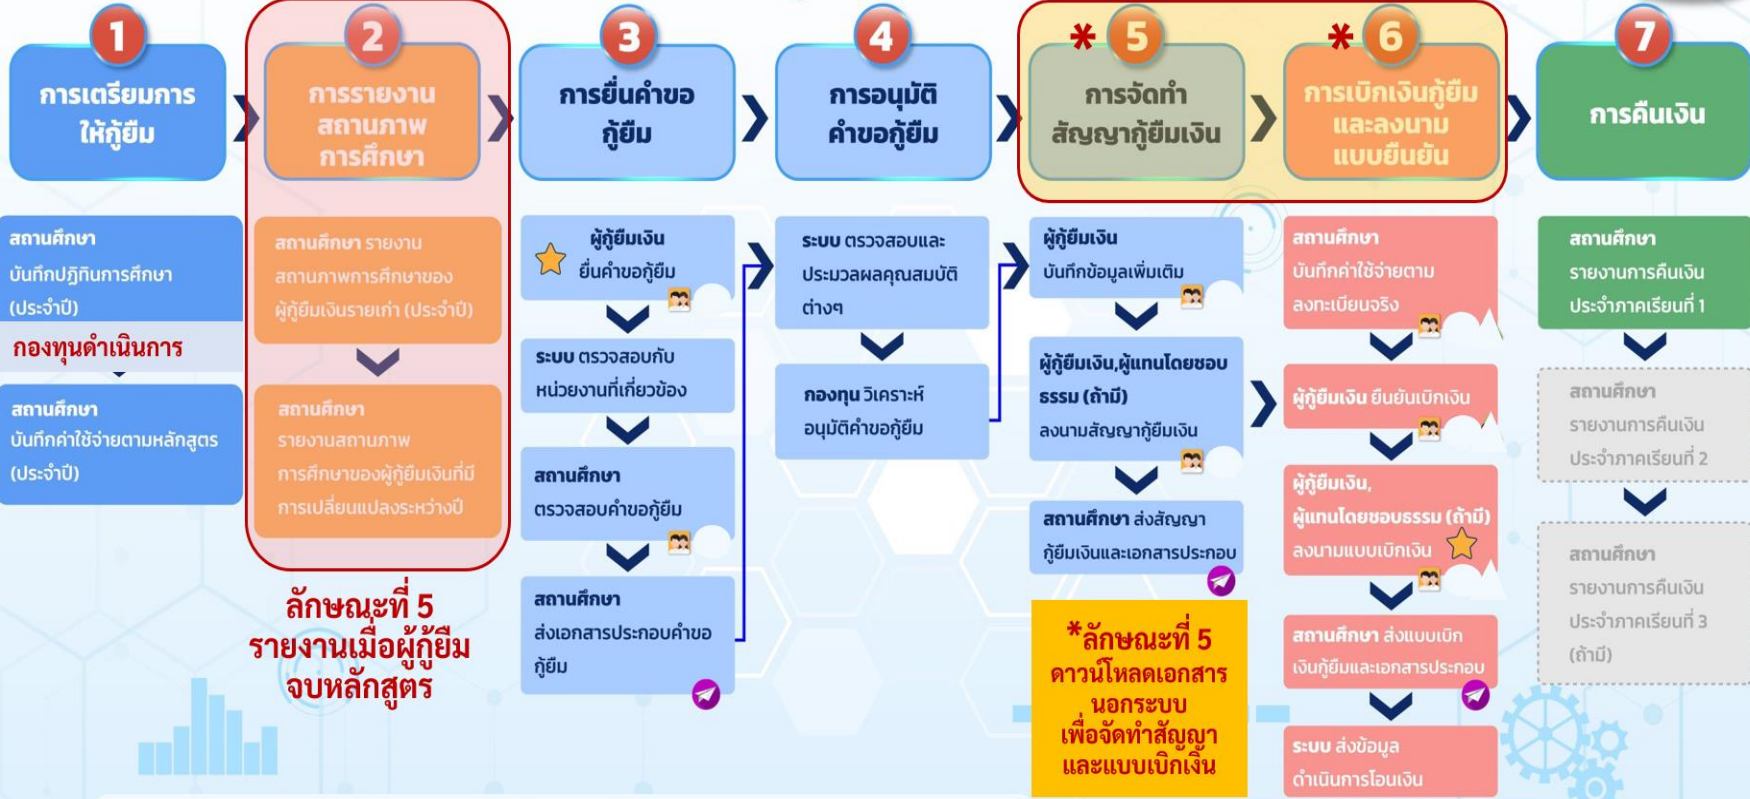 1
การเตรียมการ
ให้กู้ยืม
สถานศึกษา
บันทึกปฏิทินการศึกษา
(ประจำปี)
กองทุนดำเนินการ
สถานศึกษา
บันทึกค่าใช้จ่ายตามหลักสูตร
(ประจำปี)
2
การรายงาน
สถานภาพ
การศึกษา
สถานศึกษา รายงาน
สถานภาพการศึกษาของ
ผู้กู้ยืมเงินรายเก่า (ประจำปี)
สถานศึกษา
รายงานสถานภาพ
การศึกษาของผู้กู้ยืมเงินที่มี
การเปลี่ยนแปลงระหว่างปี
ลักษณะที่ 5
รายงานเมื่อผู้กู้ยืม
จบหลักสูตร
3
การยื่นคำขอ
กู้ยืม
ผู้กู้ยืมเงิน
ยื่นคำขอกู้ยืม
ระบบ ตรวจสอบกับ
หน่วยงานที่เกี่ยวข้อง
สถานศึกษา
ตรวจสอบคำขอกู้ยืม
สถานศึกษา
ส่งเอกสารประกอบคำขอ
กู้ยืม
4
การอนุมัติ
คำขอกู้ยืม
ระบบ ตรวจสอบและ
ประมวลผลคุณสมบัติ
ต่างๆ
กองทุน วิเคราะห์
อนุมัติคำขอกู้ยืม
* 5
การจัดทำ
สัญญากู้ยืมเงิน
ผู้กู้ยืมเงิน
บันทึกข้อมูลเพิ่มเติม
ผู้กู้ยืมเงิน,ผู้แทนโดยชอบ
ธรรม (ถ้ามี)
ลงนามสัญญากู้ยืมเงิน
สถานศึกษา ส่งสัญญา
กู้ยืมเงินและเอกสารประกอบ
*ลักษณะที่ 5
ดาวน์โหลดเอกสาร
นอกระบบ
เพื่อจัดทำสัญญา
และแบบเบิกเงิน
* 6
การเบิกเงินกู้ยืม
และลงนาม
แบบยืนยัน
สถานศึกษา
บันทึกค่าใช้จ่ายตาม
ลงทะเบียนจริง
ผู้กู้ยืมเงิน ยืนยันเบิกเงิน
ผู้กู้ยืมเงิน,
ผู้แทนโดยชอบธรรม (ถ้ามี)
ลงนามแบบเบิกเงิน
สถานศึกษา ส่งแบบเบิก
เงินกู้ยืมและเอกสารประกอบ
ระบบ ส่งข้อมูล
ดำเนินการโอนเงิน
7
การคืนเงิน
สถานศึกษา
รายงานการคืนเงิน
ประจำภาคเรียนที่ 1
สถานศึกษา
รายงานการคืนเงิน
ประจำภาคเรียนที่ 2
สถานศึกษา
รายงานการคืนเงิน
ประจำภาคเรียนที่ 3
(ถ้ามี)